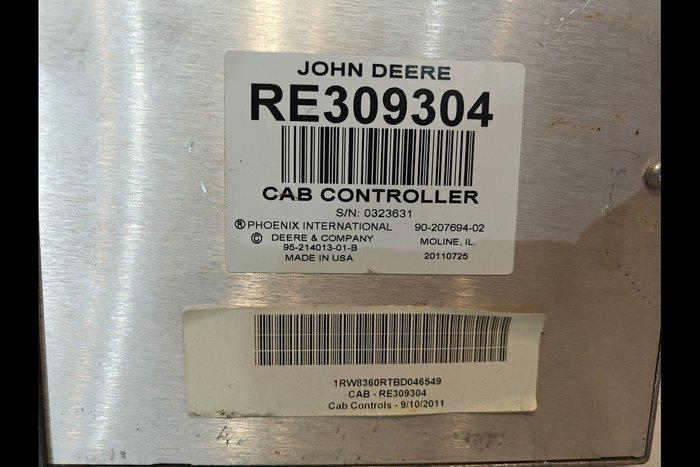 JOHN DEERE
RE309304
CAB CONTROLLER
S/N: 0323631
® PHOENIX INTERNATIONAL 90-207694-02
© DEERE & COMPANY MOLINE, IL.
95-214013-01-B 20110725
MADE IN USA
1RW8360RTBD046549
CAB - RE309304
Cab Controls - 9/10/2011